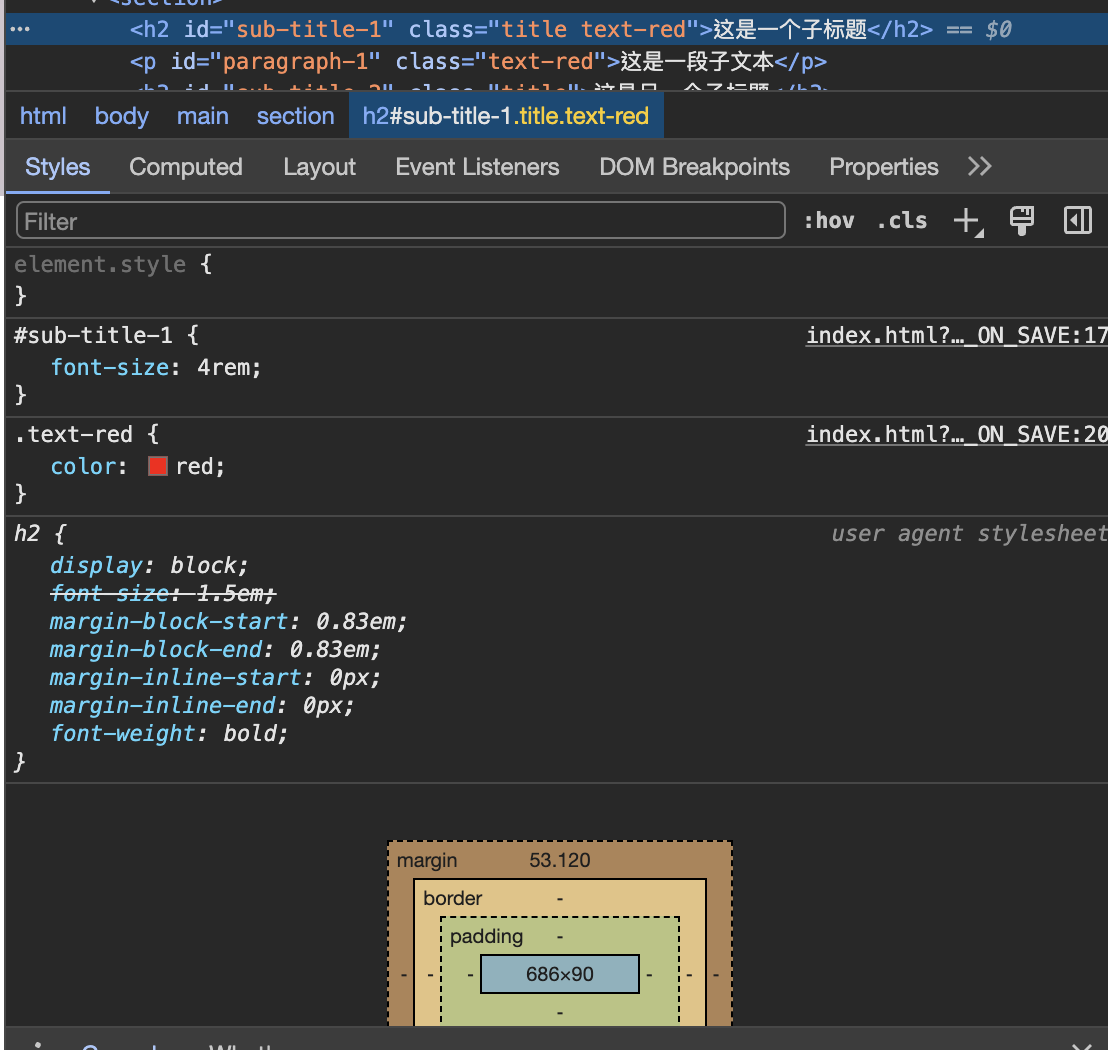 <section>
··· <h2 id="sub-title-1" class="title text-red">这是一个子标题</h2> == $0
<p id="paragraph-1" class="text-red">这是一段子文本</p>
html body main section h2#sub-title-1.title.text-red
Styles Computed Layout Event Listeners DOM Breakpoints Properties >>
Filter :hov .cls +
element.style {
}
#sub-title-1 { index.html?…_ON_SAVE:17
font-size: 4rem;
}
.text-red { index.html?…_ON_SAVE:20
color: red;
}
h2 { user agent stylesheet
display: block;
font-size: 1.5em;
margin-block-start: 0.83em;
margin-block-end: 0.83em;
margin-inline-start: 0px;
margin-inline-end: 0px;
font-weight: bold;
}
margin 53.120
border -
padding -
- - - 686×90 - - -
-